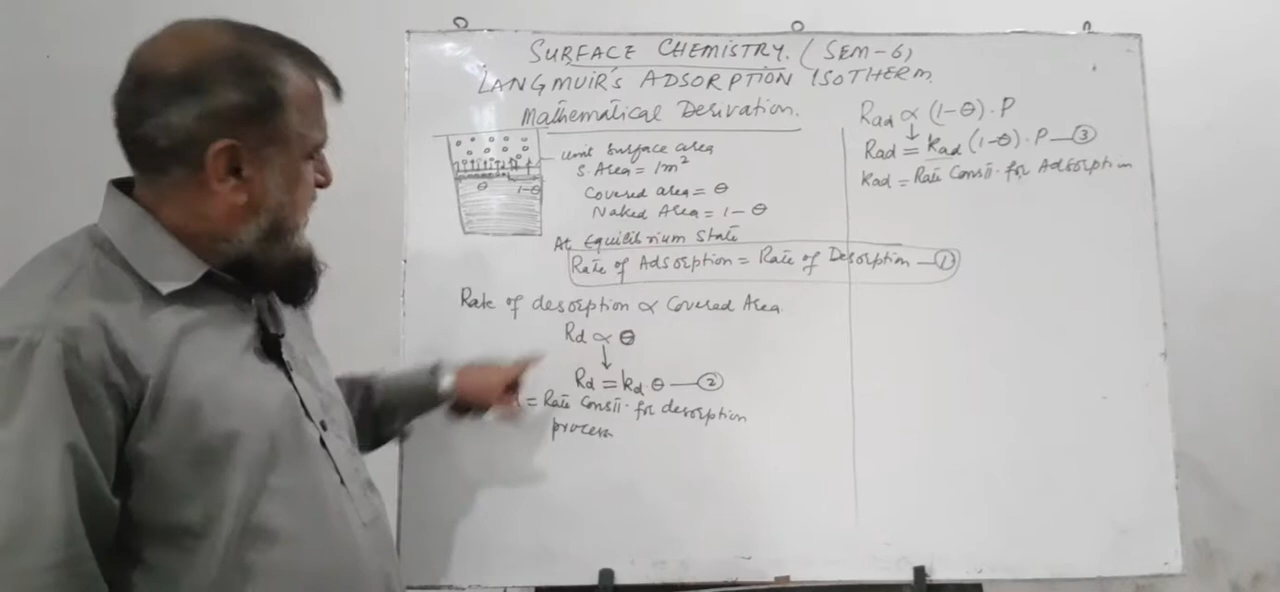 SURFACE CHEMISTRY. (SEM-6)
LANGMUIR'S ADSORPTION ISOTHERM.
Mathematical Derivation.
unit surface area
S. Area = 1m²
Covered area = θ
Naked Area = 1 - θ
θ 1-θ
At Equilibrium State
Rate of Adsorption = Rate of Desorption — ①
Rate of desorption ∝ Covered Area.
Rd ∝ θ
↓
Rd = kd θ — ②
= Rate Constt. for desorption
process
Rad ∝ (1-θ) · P
↓
Rad = kad (1-θ) · P — ③
kad = Rate Constt. for Adsorption